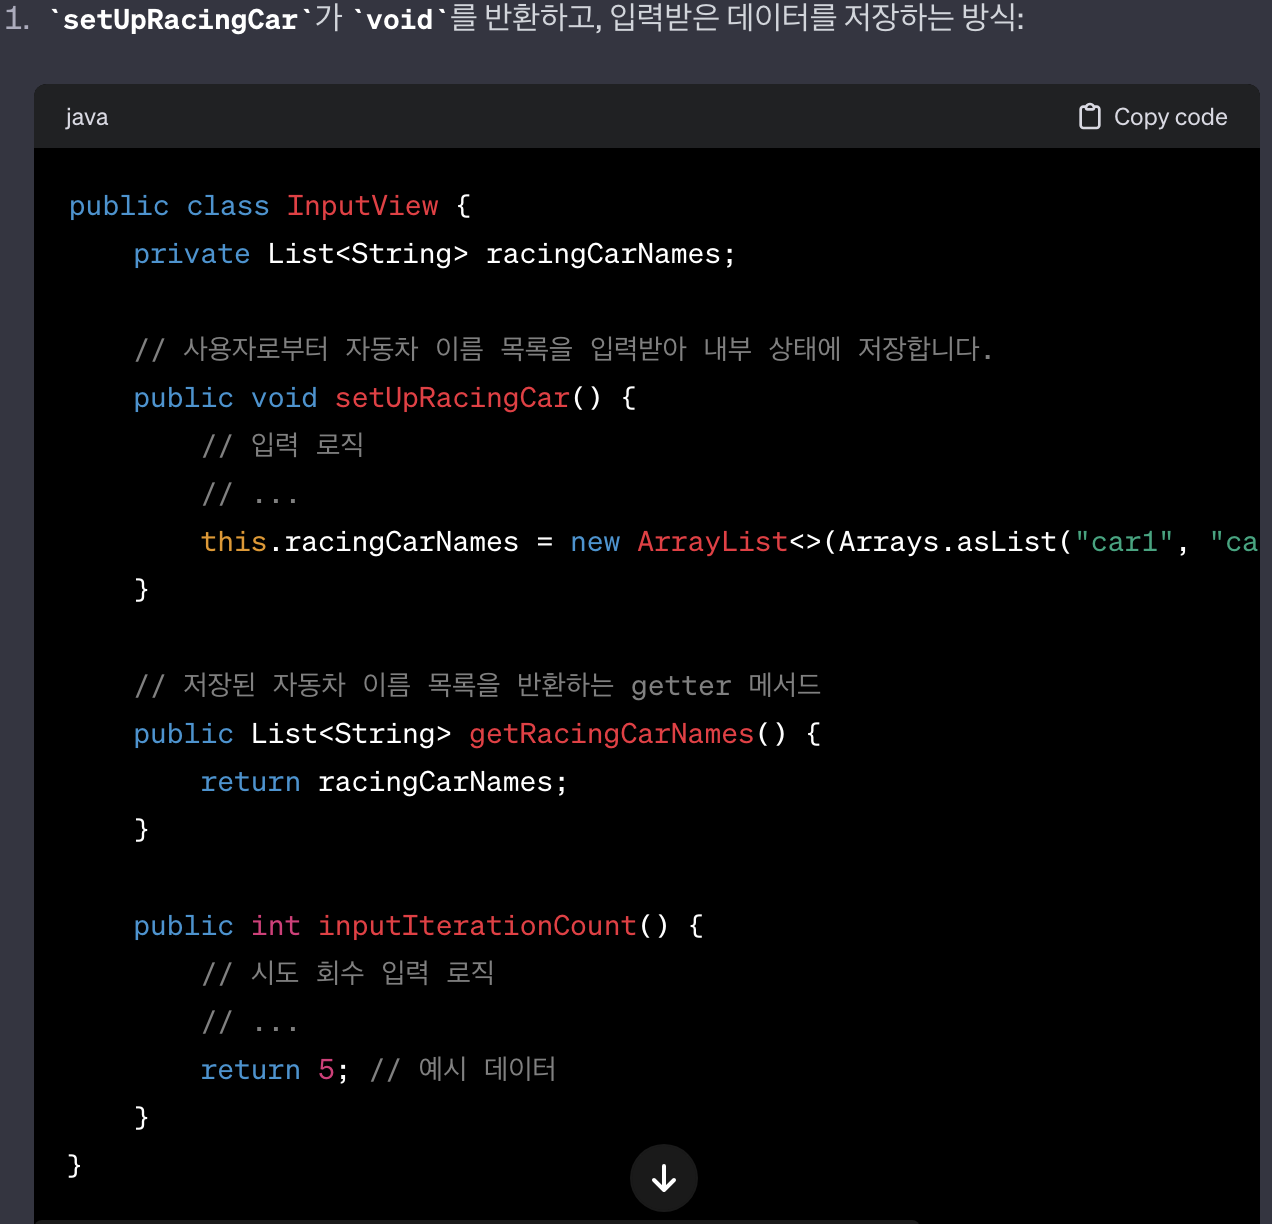 1. `setUpRacingCar`가 `void`를 반환하고, 입력받은 데이터를 저장하는 방식:
java
Copy code
public class InputView {
    private List<String> racingCarNames;
    // 사용자로부터 자동차 이름 목록을 입력받아 내부 상태에 저장합니다.
    public void setUpRacingCar() {
        // 입력 로직
        // ...
        this.racingCarNames = new ArrayList<>(Arrays.asList("car1", "ca
    }
    // 저장된 자동차 이름 목록을 반환하는 getter 메서드
    public List<String> getRacingCarNames() {
        return racingCarNames;
    }
    public int inputIterationCount() {
        // 시도 회수 입력 로직
        // ...
        return 5; // 예시 데이터
    }
}